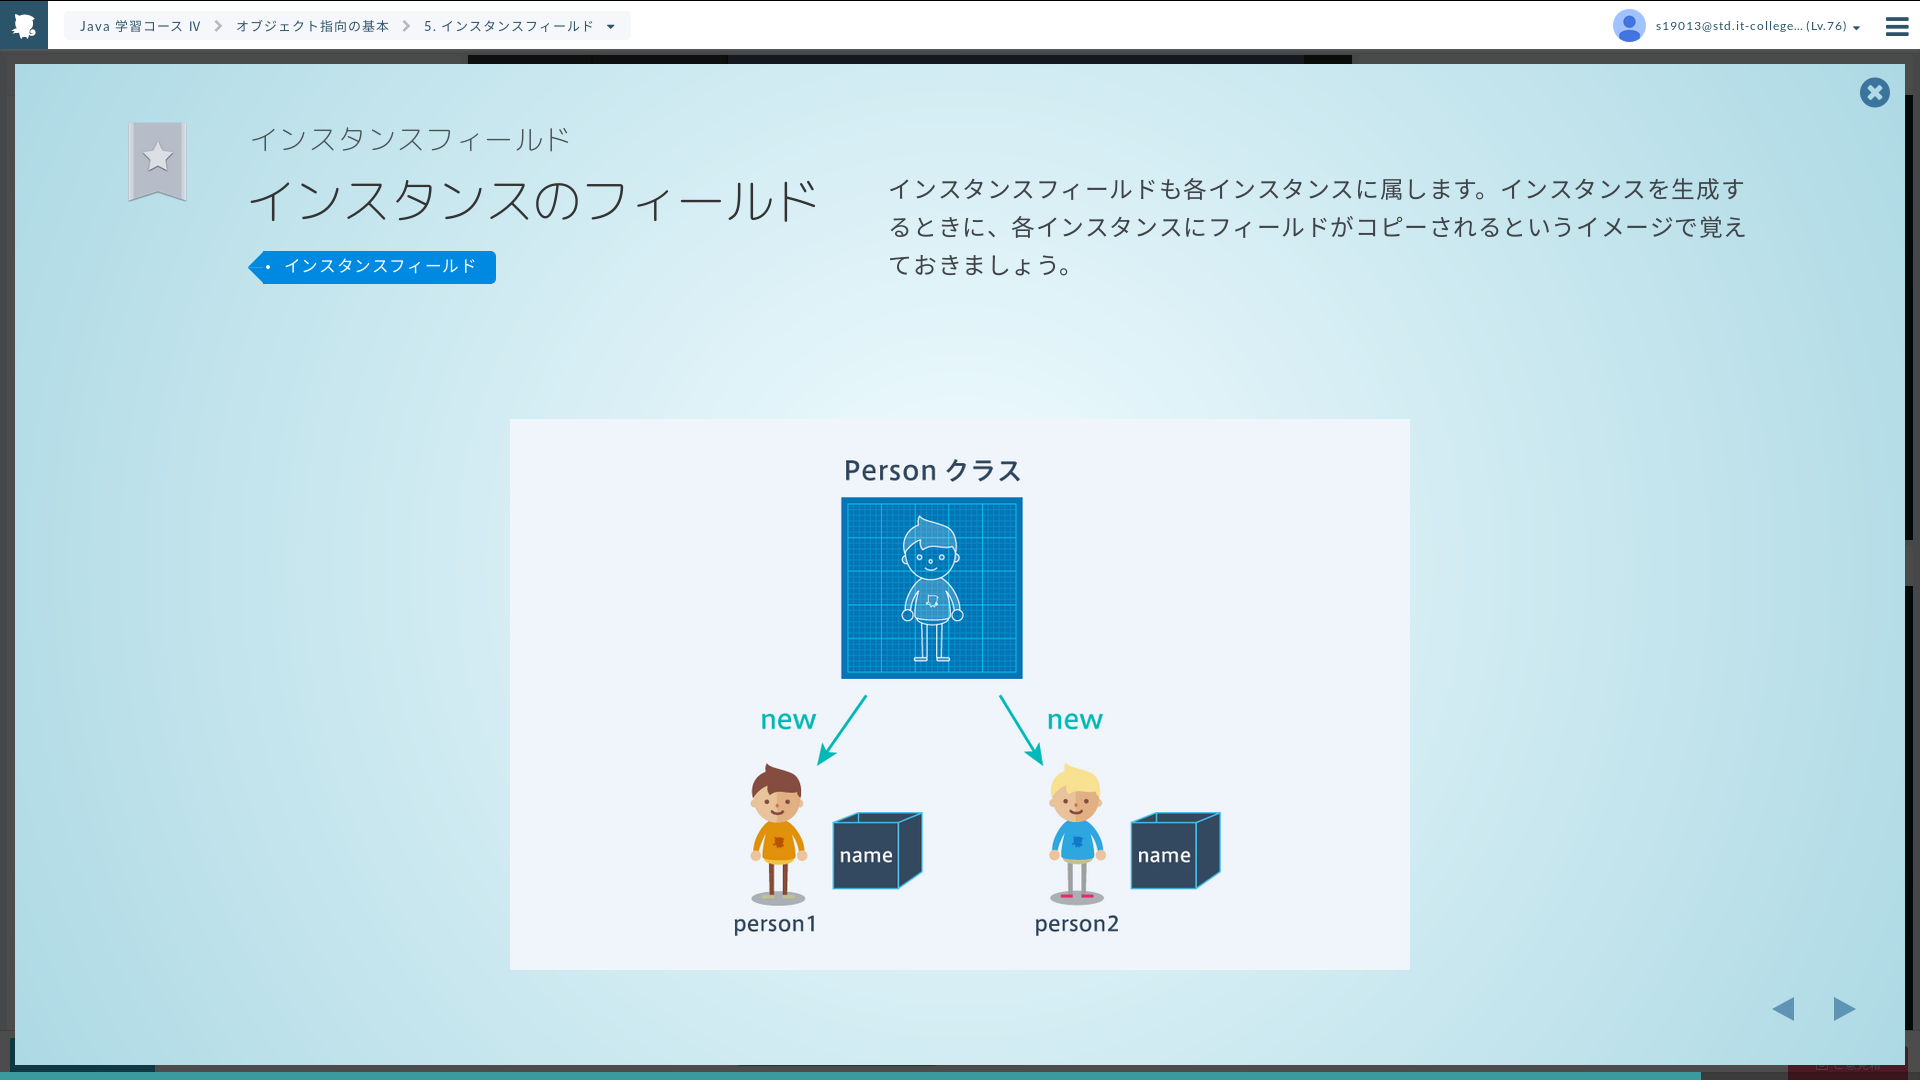 Java 学習コース Ⅳ
オブジェクト指向の基本
5. インスタンスフィールド
s19013@std.it-college... (Lv.76)
インスタンスフィールド
インスタンスのフィールド
インスタンスフィールド
インスタンスフィールドも各インスタンスに属します。インスタンスを生成す
るときに、各インスタンスにフィールドがコピーされるというイメージで覚え
ておきましょう。
Person クラス
new
new
name
name
person1
person2